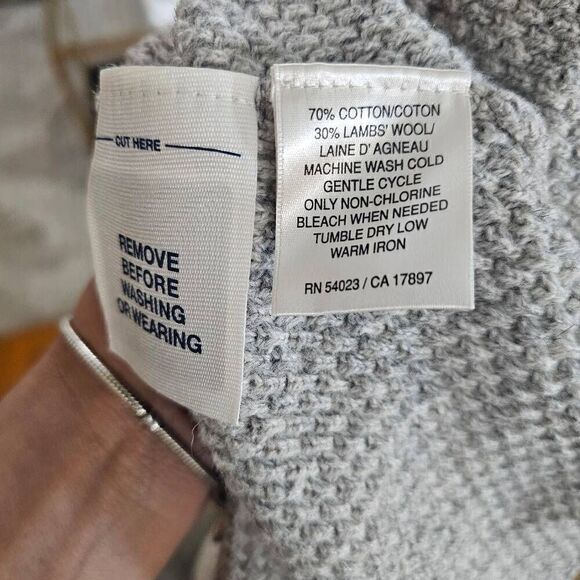 CUT HERE
REMOVE
BEFORE
WASHING
OR WEARING
70% COTTON/COTON
30% LAMBS' WOOL/
LAINE D' AGNEAU
MACHINE WASH COLD
GENTLE CYCLE
ONLY NON-CHLORINE
BLEACH WHEN NEEDED
TUMBLE DRY LOW
WARM IRON
RN 54023 / CA 17897